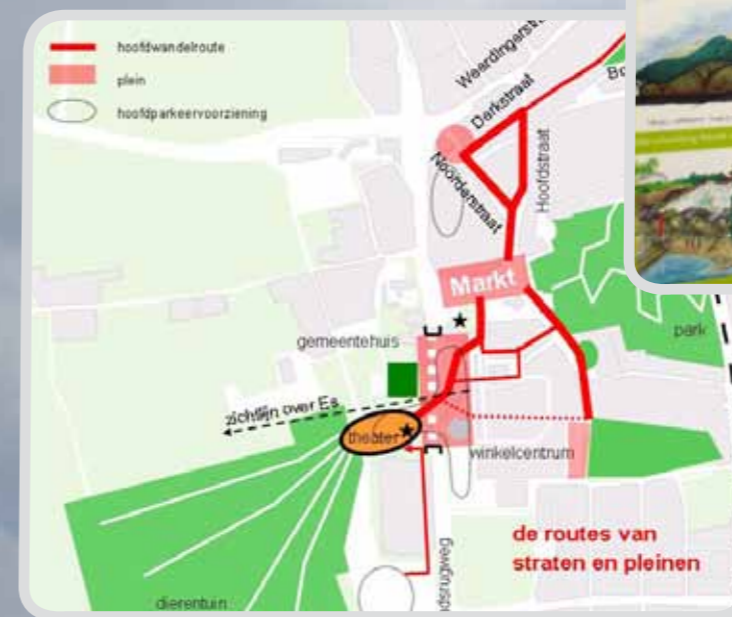 hoofdwandelroute
plein
hoofdparkeervoorziening
Weerdingerstr
Derkstraat
Noorderstraat
Hoofdstraat
Markt
gemeentehuis
park
zichtlijn over Es
theater
winkelcentrum
de routes van
straten en pleinen
dierentuin